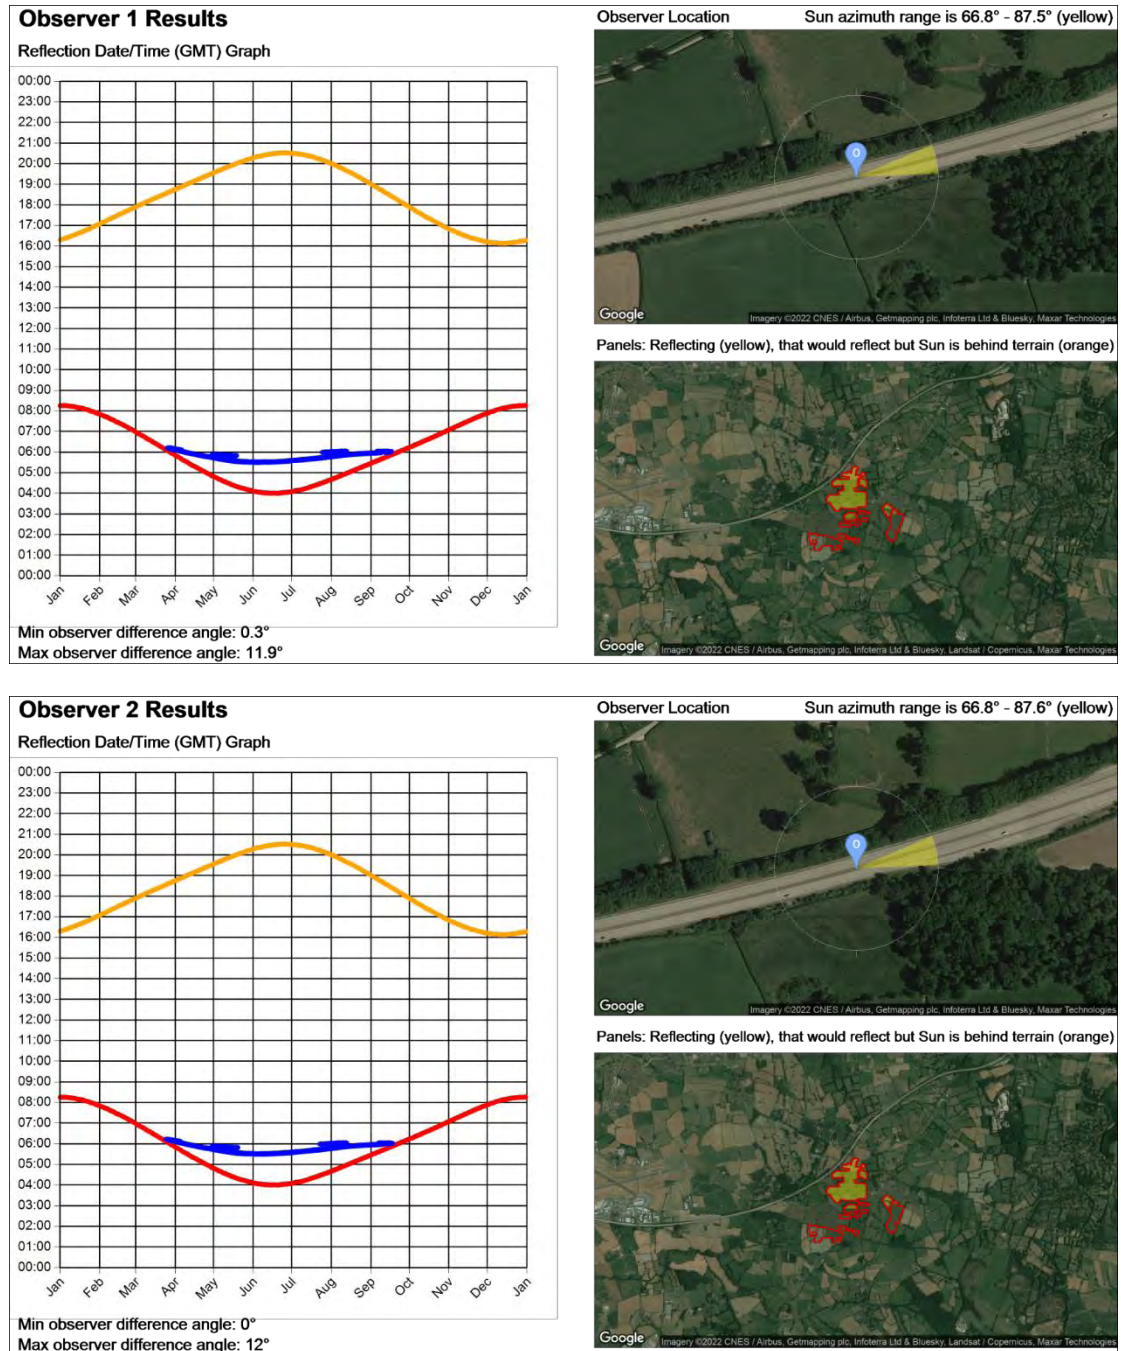 Observer 1 Results
Reflection Date/Time (GMT) Graph
00:00
23:00
22:00
21:00
20:00
19:00
18:00
17:00
16:00
15:00
14:00
13:00
12:00
11:00
10:00
09:00
08:00
07:00
06:00
05:00
04:00
03:00
02:00
01:00
00:00
Jan Feb Mar Apr May Jun Jul Aug Sep Oct Nov Dec Jan
Min observer difference angle: 0.3°
Max observer difference angle: 11.9°
Observer Location Sun azimuth range is 66.8° - 87.5° (yellow)
0
Google
Imagery ©2022 CNES / Airbus, Getmapping plc, Infoterra Ltd & Bluesky, Maxar Technologies
Panels: Reflecting (yellow), that would reflect but Sun is behind terrain (orange)
Google
Imagery ©2022 CNES / Airbus, Getmapping plc, Infoterra Ltd & Bluesky, Landsat / Copernicus, Maxar Technologies
Observer 2 Results
Reflection Date/Time (GMT) Graph
00:00
23:00
22:00
21:00
20:00
19:00
18:00
17:00
16:00
15:00
14:00
13:00
12:00
11:00
10:00
09:00
08:00
07:00
06:00
05:00
04:00
03:00
02:00
01:00
00:00
Jan Feb Mar Apr May Jun Jul Aug Sep Oct Nov Dec Jan
Min observer difference angle: 0°
Max observer difference angle: 12°
Observer Location Sun azimuth range is 66.8° - 87.6° (yellow)
0
Google
Imagery ©2022 CNES / Airbus, Getmapping plc, Infoterra Ltd & Bluesky, Maxar Technologies
Panels: Reflecting (yellow), that would reflect but Sun is behind terrain (orange)
Google
Imagery ©2022 CNES / Airbus, Getmapping plc, Infoterra Ltd & Bluesky, Landsat / Copernicus, Maxar Technologies